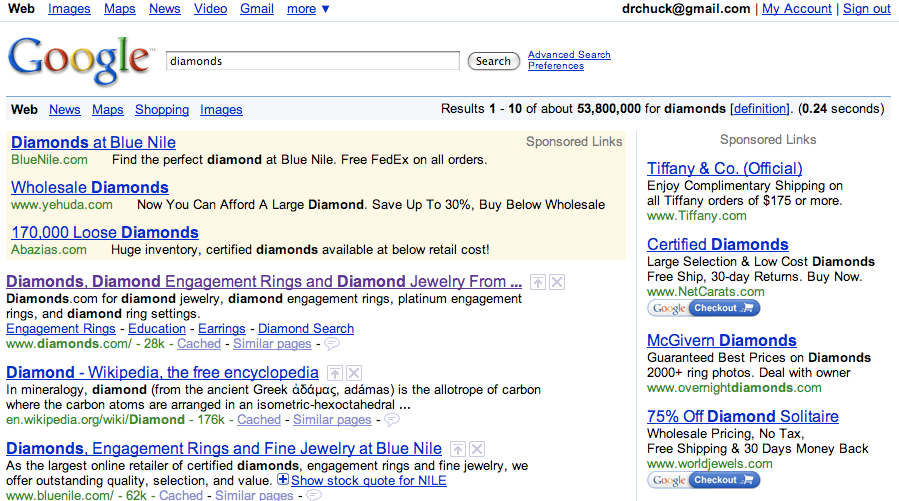 Web Images Maps News Video Gmail more ▼
drchuck@gmail.com | My Account | Sign out
Google™
diamonds
Search
Advanced Search
Preferences
Web News Maps Shopping Images
Results 1 - 10 of about 53,800,000 for diamonds [definition]. (0.24 seconds)
Diamonds at Blue Nile
Sponsored Links
BlueNile.com Find the perfect diamond at Blue Nile. Free FedEx on all orders.
Wholesale Diamonds
www.yehuda.com Now You Can Afford A Large Diamond. Save Up To 30%, Buy Below Wholesale
170,000 Loose Diamonds
Abazias.com Huge inventory, certified diamonds available at below retail cost!
Diamonds, Diamond Engagement Rings and Diamond Jewelry From ...
Diamonds.com for diamond jewelry, diamond engagement rings, platinum engagement
rings, and diamond ring settings.
Engagement Rings - Education - Earrings - Diamond Search
www.diamonds.com/ - 28k - Cached - Similar pages -
Diamond - Wikipedia, the free encyclopedia
In mineralogy, diamond (from the ancient Greek ἀδάμας, adámas) is the allotrope of carbon
where the carbon atoms are arranged in an isometric-hexoctahedral ...
en.wikipedia.org/wiki/Diamond - 176k - Cached - Similar pages -
Diamonds, Engagement Rings and Fine Jewelry at Blue Nile
As the largest online retailer of certified diamonds, engagement rings and fine jewelry, we
offer outstanding quality, selection, and value. Show stock quote for NILE
www.bluenile.com/ - 62k - Cached - Similar pages -
Sponsored Links
Tiffany & Co. (Official)
Enjoy Complimentary Shipping on
all Tiffany orders of $175 or more.
www.Tiffany.com
Certified Diamonds
Large Selection & Low Cost Diamonds
Free Ship, 30-day Returns. Buy Now.
www.NetCarats.com
Google Checkout
McGivern Diamonds
Guaranteed Best Prices on Diamonds
2000+ ring photos. Deal with owner
www.overnightdiamonds.com
75% Off Diamond Solitaire
Wholesale Pricing, No Tax,
Free Shipping & 30 Days Money Back
www.worldjewels.com
Google Checkout